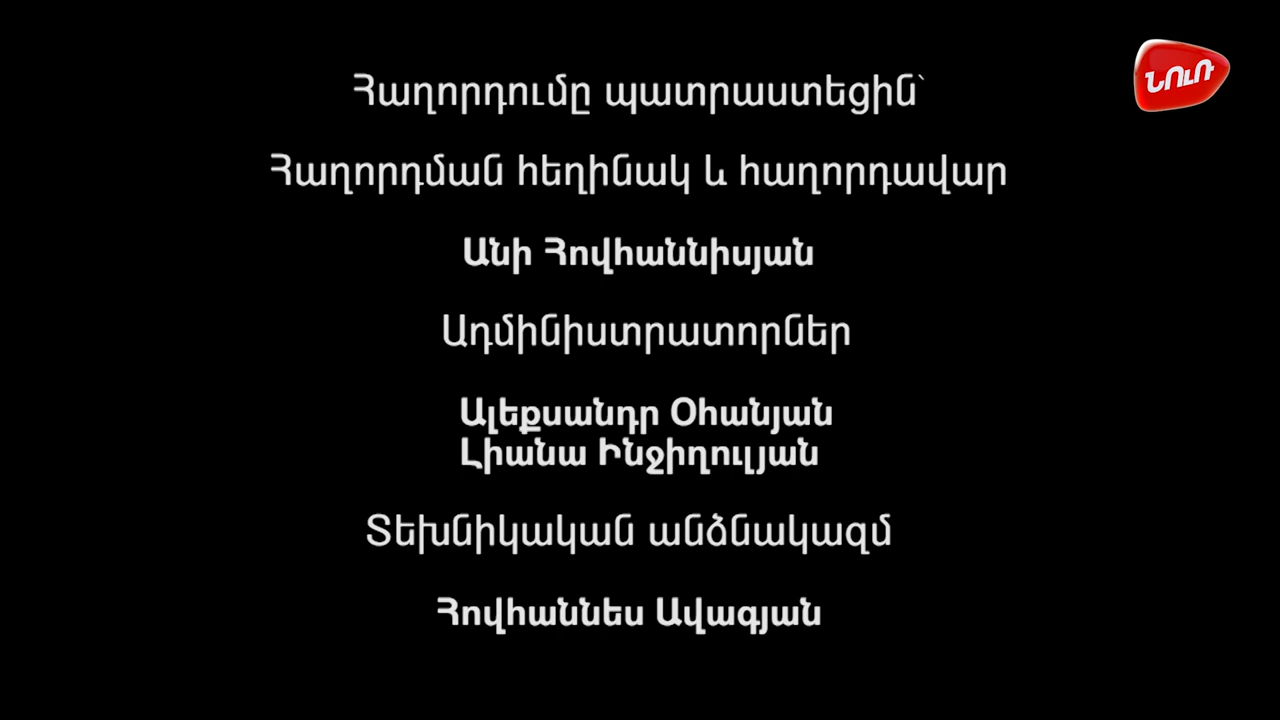 Հաղորդումը պատրաստեցին՝
Հաղորդման հեղինակ և հաղորդավար
Անի Հովհաննիսյան
Ադմինիստրատորներ
Ալեքսանդր Օհանյան
Լիանա Ինջիղուլյան
Տեխնիկական անձնակազմ
Հովհաննես Ավագյան
ՆՈՒՌ